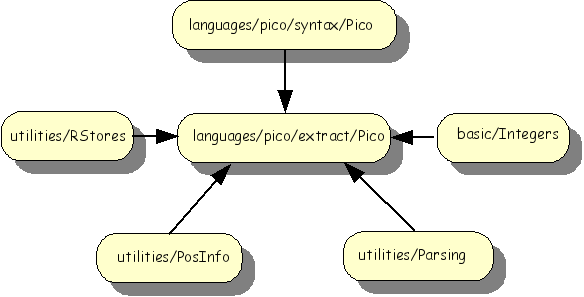 languages/pico/syntax/Pico
utilities/RStores
languages/pico/extract/Pico
basic/Integers
utilities/PosInfo
utilities/Parsing